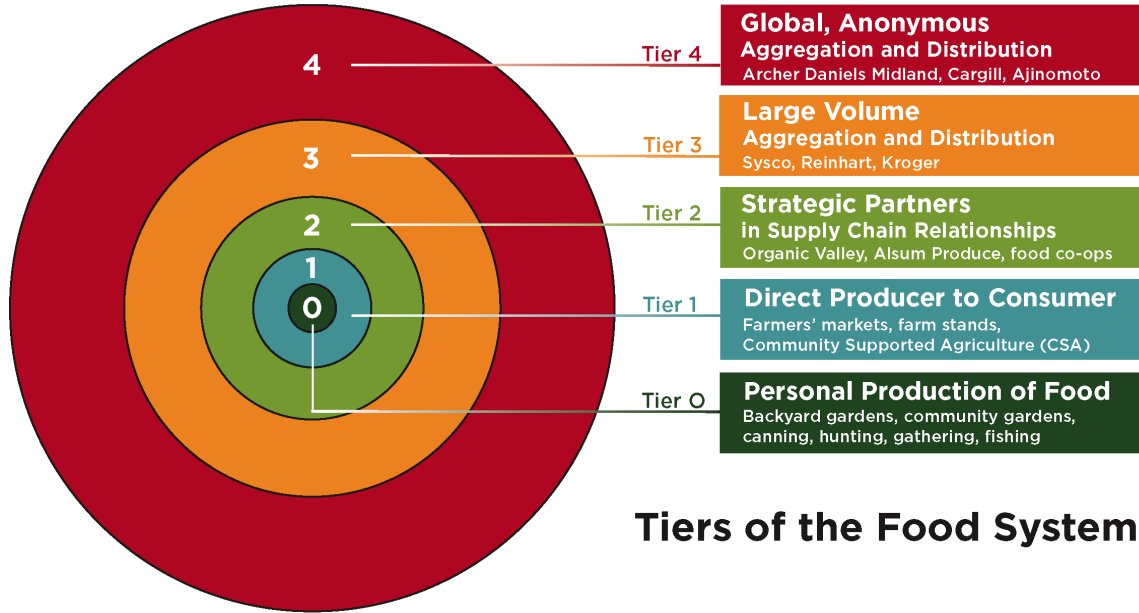 4
Tier 4
Global, Anonymous
Aggregation and Distribution
Archer Daniels Midland, Cargill, Ajinomoto
3
Tier 3
Large Volume
Aggregation and Distribution
Sysco, Reinhart, Kroger
2
Tier 2
Strategic Partners
in Supply Chain Relationships
Organic Valley, Alsum Produce, food co-ops
1
Tier 1
Direct Producer to Consumer
Farmers' markets, farm stands,
Community Supported Agriculture (CSA)
0
Tier 0
Personal Production of Food
Backyard gardens, community gardens,
canning, hunting, gathering, fishing
Tiers of the Food System